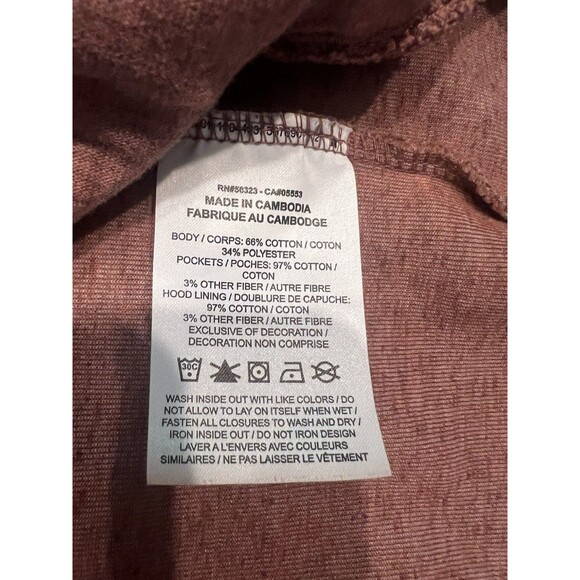 RN#56323 - CA#05553
MADE IN CAMBODIA
FABRIQUE AU CAMBODGE
BODY / CORPS: 66% COTTON / COTON
34% POLYESTER
POCKETS / POCHES: 97% COTTON /
COTON
3% OTHER FIBER / AUTRE FIBRE
HOOD LINING / DOUBLURE DE CAPUCHE:
97% COTTON / COTON
3% OTHER FIBER / AUTRE FIBRE
EXCLUSIVE OF DECORATION /
DECORATION NON COMPRISE
30C
WASH INSIDE OUT WITH LIKE COLORS / DO
NOT ALLOW TO LAY ON ITSELF WHEN WET /
FASTEN ALL CLOSURES TO WASH AND DRY /
IRON INSIDE OUT / DO NOT IRON DESIGN
LAVER A L'ENVERS AVEC COULEURS
SIMILAIRES / NE PAS LAISSER LE VÊTEMENT